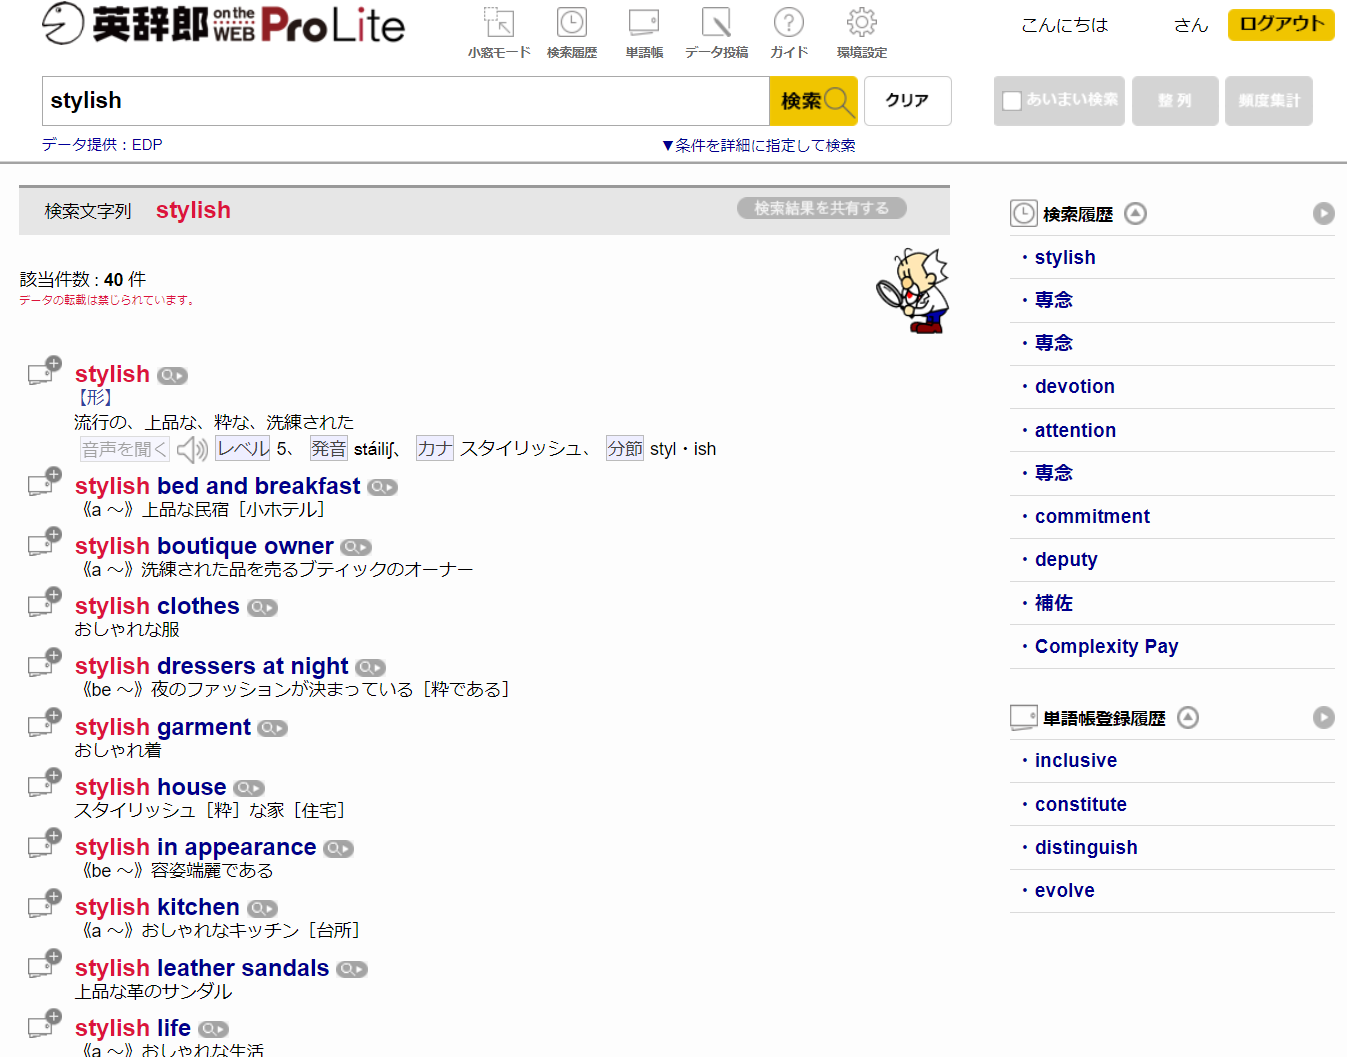 英辞郎 on the WEB Pro Lite
小窓モード 検索履歴 単語帳 データ投稿 ガイド 環境設定
こんにちは さん ログアウト
stylish 検索 クリア あいまい検索 整列 頻度集計
データ提供：EDP ▼条件を詳細に指定して検索
検索文字列 stylish 検索結果を共有する
該当件数 : 40 件
データの転載は禁じられています。
stylish
【形】
流行の、上品な、粋な、洗練された
音声を聞く レベル 5、 発音 stáiliʃ、 カナ スタイリッシュ、 分節 styl・ish
stylish bed and breakfast
《a ～》上品な民宿［小ホテル］
stylish boutique owner
《a ～》洗練された品を売るブティックのオーナー
stylish clothes
おしゃれな服
stylish dressers at night
《be ～》夜のファッションが決まっている［粋である］
stylish garment
おしゃれ着
stylish house
スタイリッシュ［粋］な家［住宅］
stylish in appearance
《be ～》容姿端麗である
stylish kitchen
《a ～》おしゃれなキッチン［台所］
stylish leather sandals
上品な革のサンダル
stylish life
《a ～》おしゃれな生活
検索履歴
・stylish
・専念
・専念
・devotion
・attention
・専念
・commitment
・deputy
・補佐
・Complexity Pay
単語帳登録履歴
・inclusive
・constitute
・distinguish
・evolve